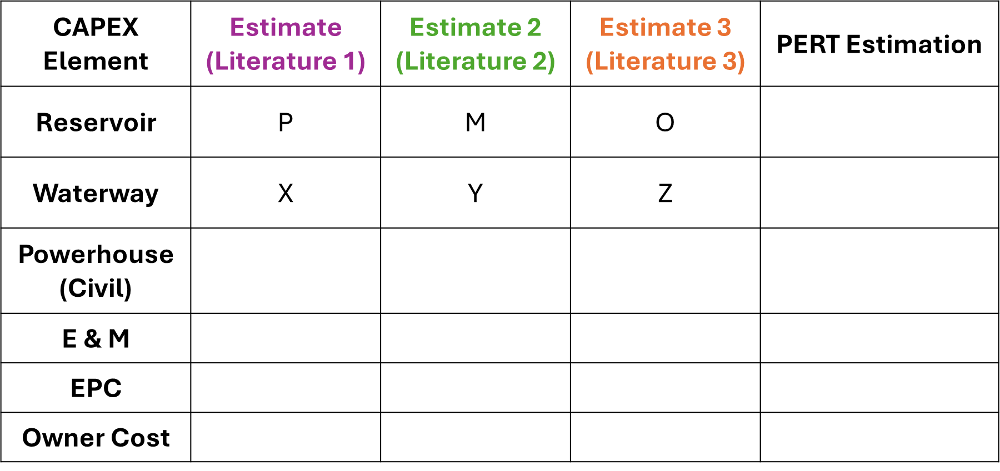 CAPEX
Element
Estimate
(Literature 1)
Estimate 2
(Literature 2)
Estimate 3
(Literature 3)
PERT Estimation
Reservoir
P
M
O
Waterway
X
Y
Z
Powerhouse
(Civil)
E & M
EPC
Owner Cost